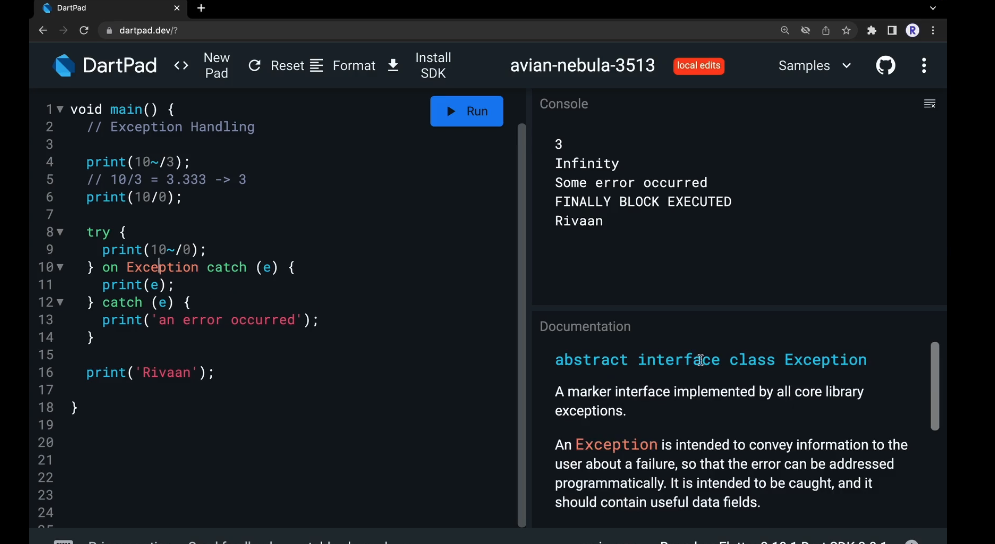 DartPad
dartpad.dev/?
R
DartPad
New Pad
Reset
Format
Install SDK
avian-nebula-3513
local edits
Samples
Run
1 void main() {
2 // Exception Handling
3
4 print(10~/3);
5 // 10/3 = 3.333 -> 3
6 print(10/0);
7
8 try {
9 print(10~/0);
10 } on Exception catch (e) {
11 print(e);
12 } catch (e) {
13 print('an error occurred');
14 }
15
16 print('Rivaan');
17
18 }
19
20
21
22
23
24
Console
3
Infinity
Some error occurred
FINALLY BLOCK EXECUTED
Rivaan
Documentation
abstract interface class Exception
A marker interface implemented by all core library
exceptions.
An Exception is intended to convey information to the
user about a failure, so that the error can be addressed
programmatically. It is intended to be caught, and it
should contain useful data fields.